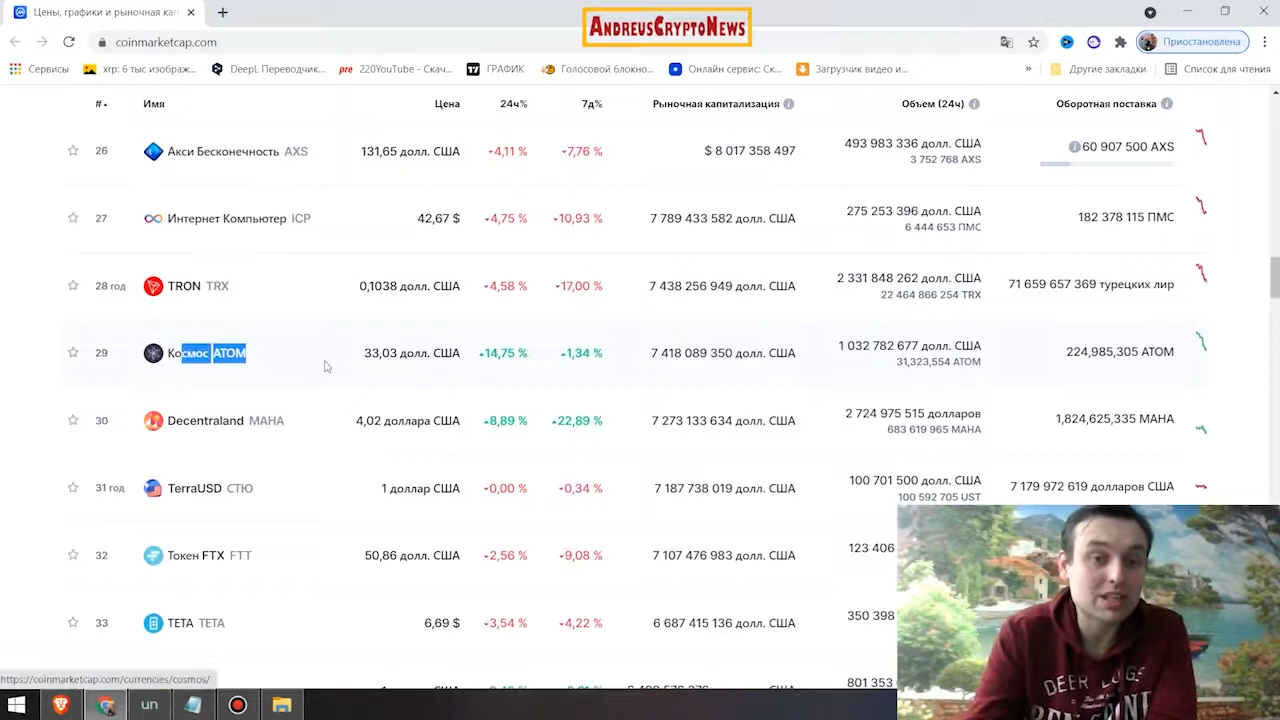 Цены, графики и рыночная кап
ANDREUSCRYPTONEWS
coinmarketcap.com
Приостановлена
Сервисы
xrp: 6 тыс изображ...
DeepL Переводчик...
pre 220YouTube - Скач...
17 ГРАФИК
Голосовой блокно...
Онлайн сервис: Ск...
Загрузчик видео и...
»
Другие закладки
Список для чтения
# Имя Цена 24ч% 7д% Рыночная капитализация Объем (24ч) Оборотная поставка
26 Акси Бесконечность AXS 131,65 долл. США 4,11 % 7,76 % $ 8 017 358 497 493 983 336 долл. США 60 907 500 AXS
3 752 768 AXS
27 Интернет Компьютер ICP 42,67 $ 4,75 % 10,93 % 7 789 433 582 долл. США 275 253 396 долл. США 182 378 115 ПМС
6 444 653 ПМС
28 год TRON TRX 0,1038 долл. США 4,58 % 17,00 % 7 438 256 949 долл. США 2 331 848 262 долл. США 71 659 657 369 турецких лир
22 464 866 254 TRX
29 Космос ATOM 33,03 долл. США 14,75 % 1,34 % 7 418 089 350 долл. США 1 032 782 677 долл. США 224,985,305 ATOM
31,323,554 ATOM
30 Decentraland МАНА 4,02 доллара США 8,89 % 22,89 % 7 273 133 634 долл. США 2 724 975 515 долларов 1,824,625,335 МАНА
683 619 965 МАНА
31 год TerraUSD СТЮ 1 доллар США 0,00 % 0,34 % 7 187 738 019 долл. США 100 701 500 долл. США 7 179 972 619 долларов США
100 592 705 UST
32 Токен FTX FTT 50,86 долл. США 2,56 % 9,08 % 7 107 476 983 долл. США 123 406
33 ТЕТА ТЕТА 6,69 $ 3,54 % 4,22 % 6 687 415 136 долл. США 350 398
801 353
https://coinmarketcap.com/currencies/cosmos/
un